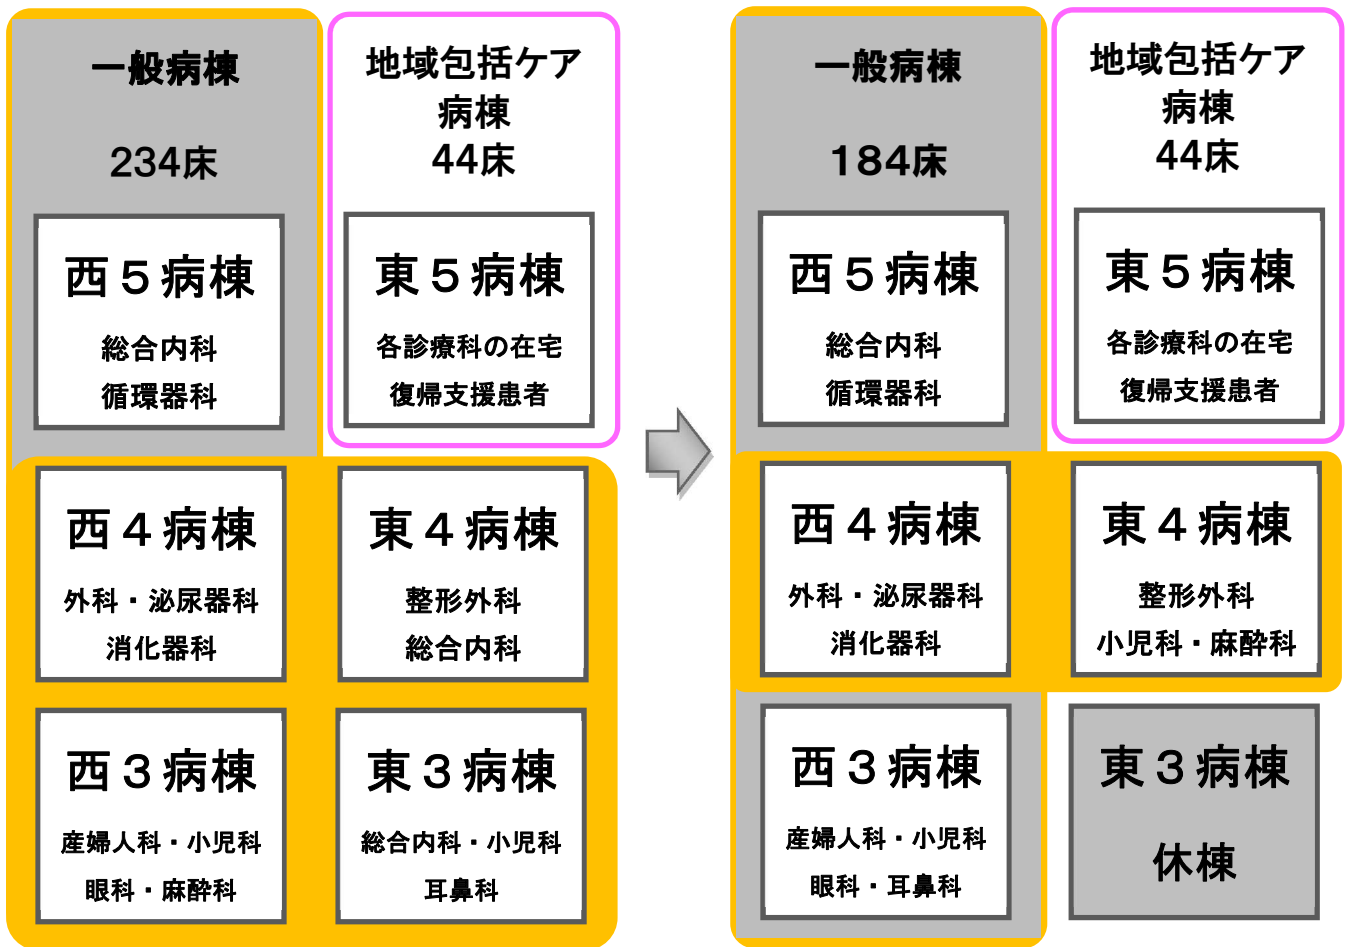 一般病棟
234床
地域包括ケア
病棟
44床
西５病棟
総合内科
循環器科
東５病棟
各診療科の在宅
復帰支援患者
西４病棟
外科・泌尿器科
消化器科
東４病棟
整形外科
総合内科
西３病棟
産婦人科・小児科
眼科・麻酔科
東３病棟
総合内科・小児科
耳鼻科
一般病棟
184床
地域包括ケア
病棟
44床
西５病棟
総合内科
循環器科
東５病棟
各診療科の在宅
復帰支援患者
西４病棟
外科・泌尿器科
消化器科
東４病棟
整形外科
小児科・麻酔科
西３病棟
産婦人科・小児科
眼科・耳鼻科
東３病棟
休棟